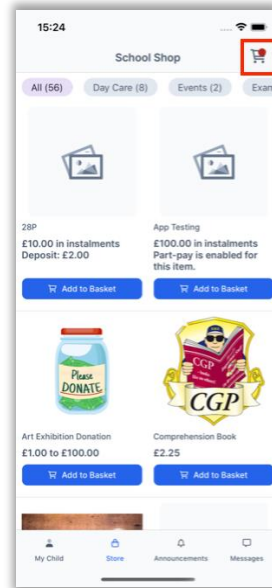 15:24
School Shop
All (56) Day Care (8) Events (2) Exan
28P
£10.00 in instalments
Deposit: £2.00
Add to Basket
App Testing
£100.00 in instalments
Part-pay is enabled for
this item.
Add to Basket
Please
DONATE
Art Exhibition Donation
£1.00 to £100.00
Add to Basket
CGP
CGP
Comprehension Book
£2.25
Add to Basket
My Child Store Announcements Messages